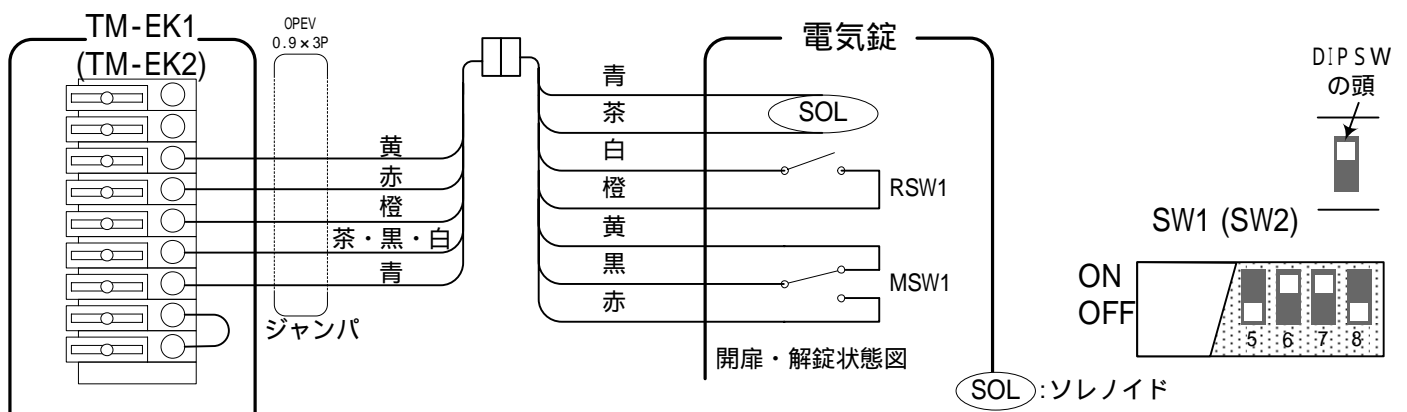 TM-EK1
(TM-EK2)
OPEV
0.9×3P
黄
赤
橙
茶・黒・白
青
ジャンパ
電気錠
青
茶
白
橙
黄
黒
赤
SOL
RSW1
MSW1
開扉・解錠状態図
SOL:ソレノイド
DIPSW
の頭
SW1 (SW2)
ON
OFF
5 6 7 8